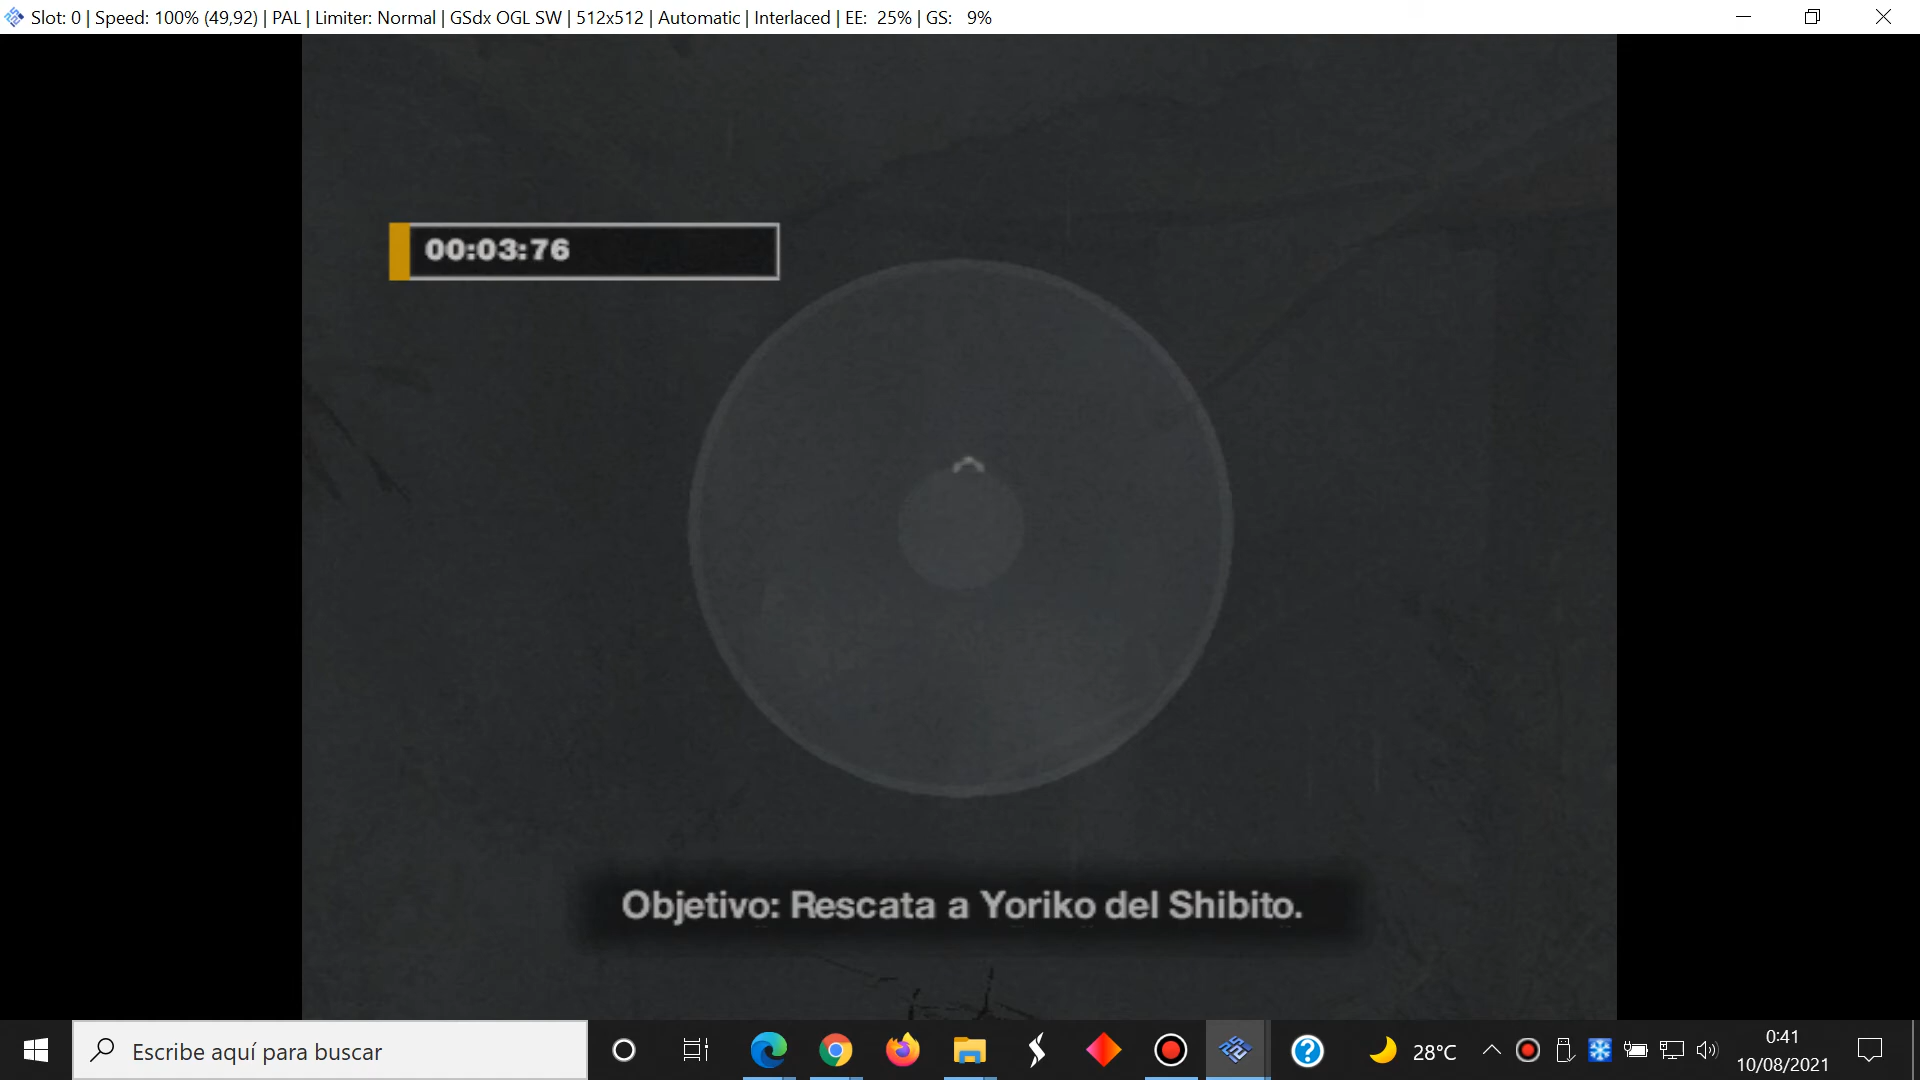 Slot: 0 | Speed: 100% (49,92) | PAL | Limiter: Normal | GSdx OGL SW | 512x512 | Automatic | Interlaced | EE: 25% | GS: 9%
00:03:76
Objetivo: Rescata a Yoriko del Shibito.
Escribe aquí para buscar
28°C
0:41
10/08/2021